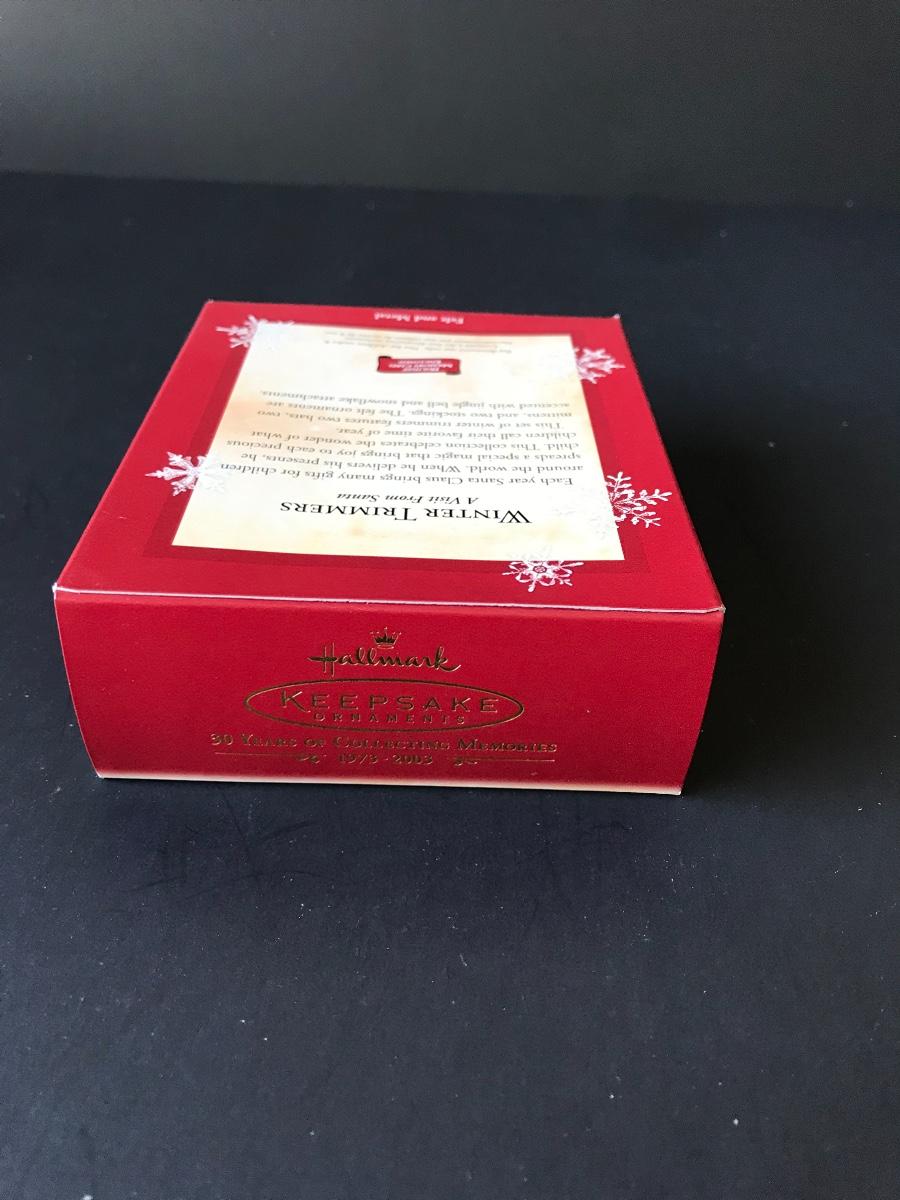 WINTER TRIMMERS
A Visit From Santa
Each year Santa Claus brings many gifts for children
around the world. When he delivers his presents, he
spreads a special magic that brings joy to each precious
child. This collection celebrates the wonder of what
children call their favorite time of year.
This set of winter trimmers features two hats, two
mittens, and two stockings. The felt ornaments are
accented with jingle bell and snowflake attachments.
Felt and Metal
Hallmark
KEEPSAKE
ORNAMENTS
30 YEARS OF COLLECTING MEMORIES
1973 - 2003